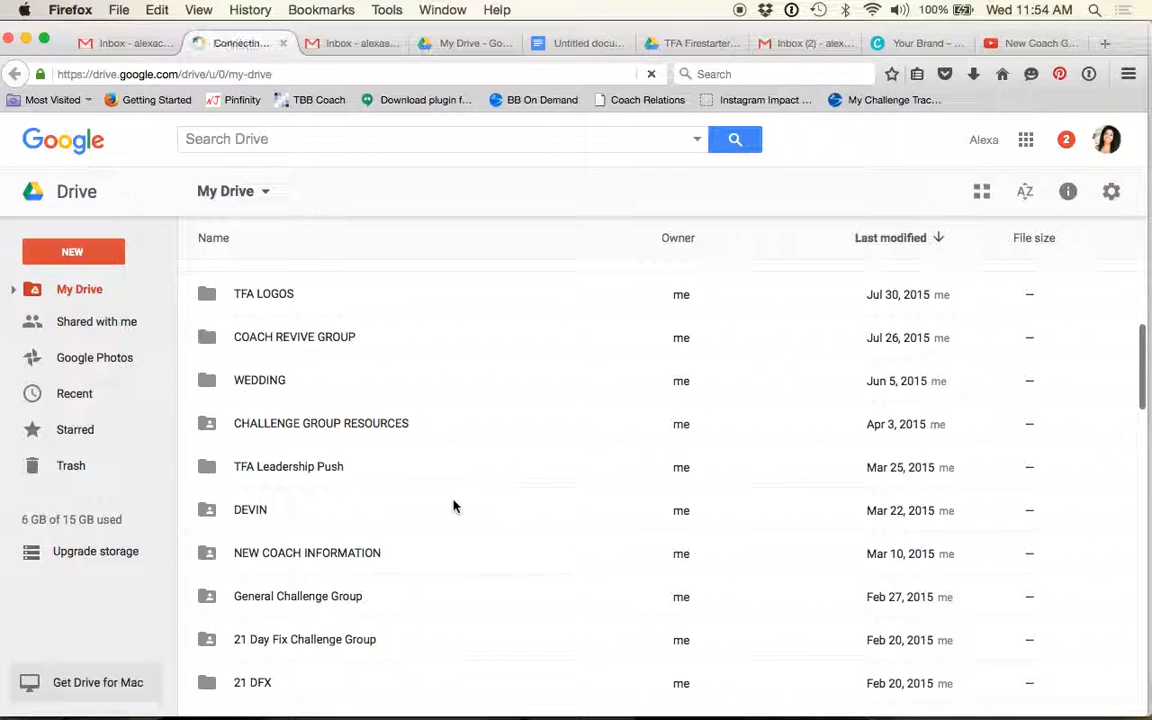 Firefox File Edit View History Bookmarks Tools Window Help 100% Wed 11:54 AM
Inbox - alexac... Connectin... Inbox - alexas... My Drive - Go... Untitled docu... TFA Firestarter... Inbox (2) - alex... Your Brand - ... New Coach G...
https://drive.google.com/drive/u/0/my-drive Search
Most Visited Getting Started Pinfinity TBB Coach Download plugin f... BB On Demand Coach Relations Instagram Impact ... My Challenge Trac...
Google Search Drive Alexa 2
Drive My Drive
NEW
My Drive
Shared with me
Google Photos
Recent
Starred
Trash
6 GB of 15 GB used
Upgrade storage
Get Drive for Mac
Name Owner Last modified File size
TFA LOGOS me Jul 30, 2015 me —
COACH REVIVE GROUP me Jul 26, 2015 me —
WEDDING me Jun 5, 2015 me —
CHALLENGE GROUP RESOURCES me Apr 3, 2015 me —
TFA Leadership Push me Mar 25, 2015 me —
DEVIN me Mar 22, 2015 me —
NEW COACH INFORMATION me Mar 10, 2015 me —
General Challenge Group me Feb 27, 2015 me —
21 Day Fix Challenge Group me Feb 20, 2015 me —
21 DFX me Feb 20, 2015 me —